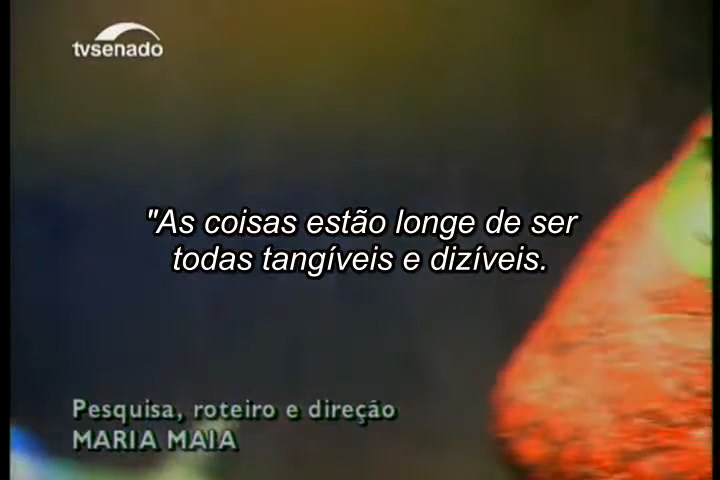 tvsenado
"As coisas estão longe de ser
todas tangíveis e dizíveis.
Pesquisa, roteiro e direção
MARIA MAIA